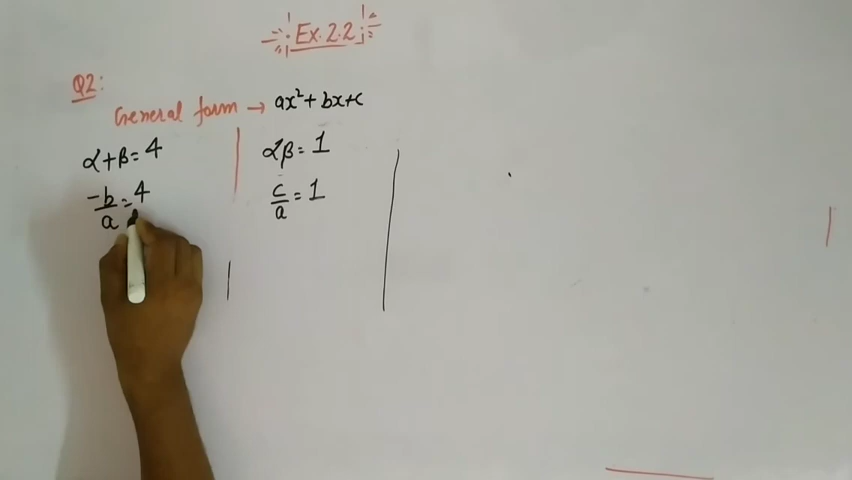 Ex. 2.2
Q2:
General form → ax² + bx + c
α + β = 4
-b/a = 4
αβ = 1
c/a = 1